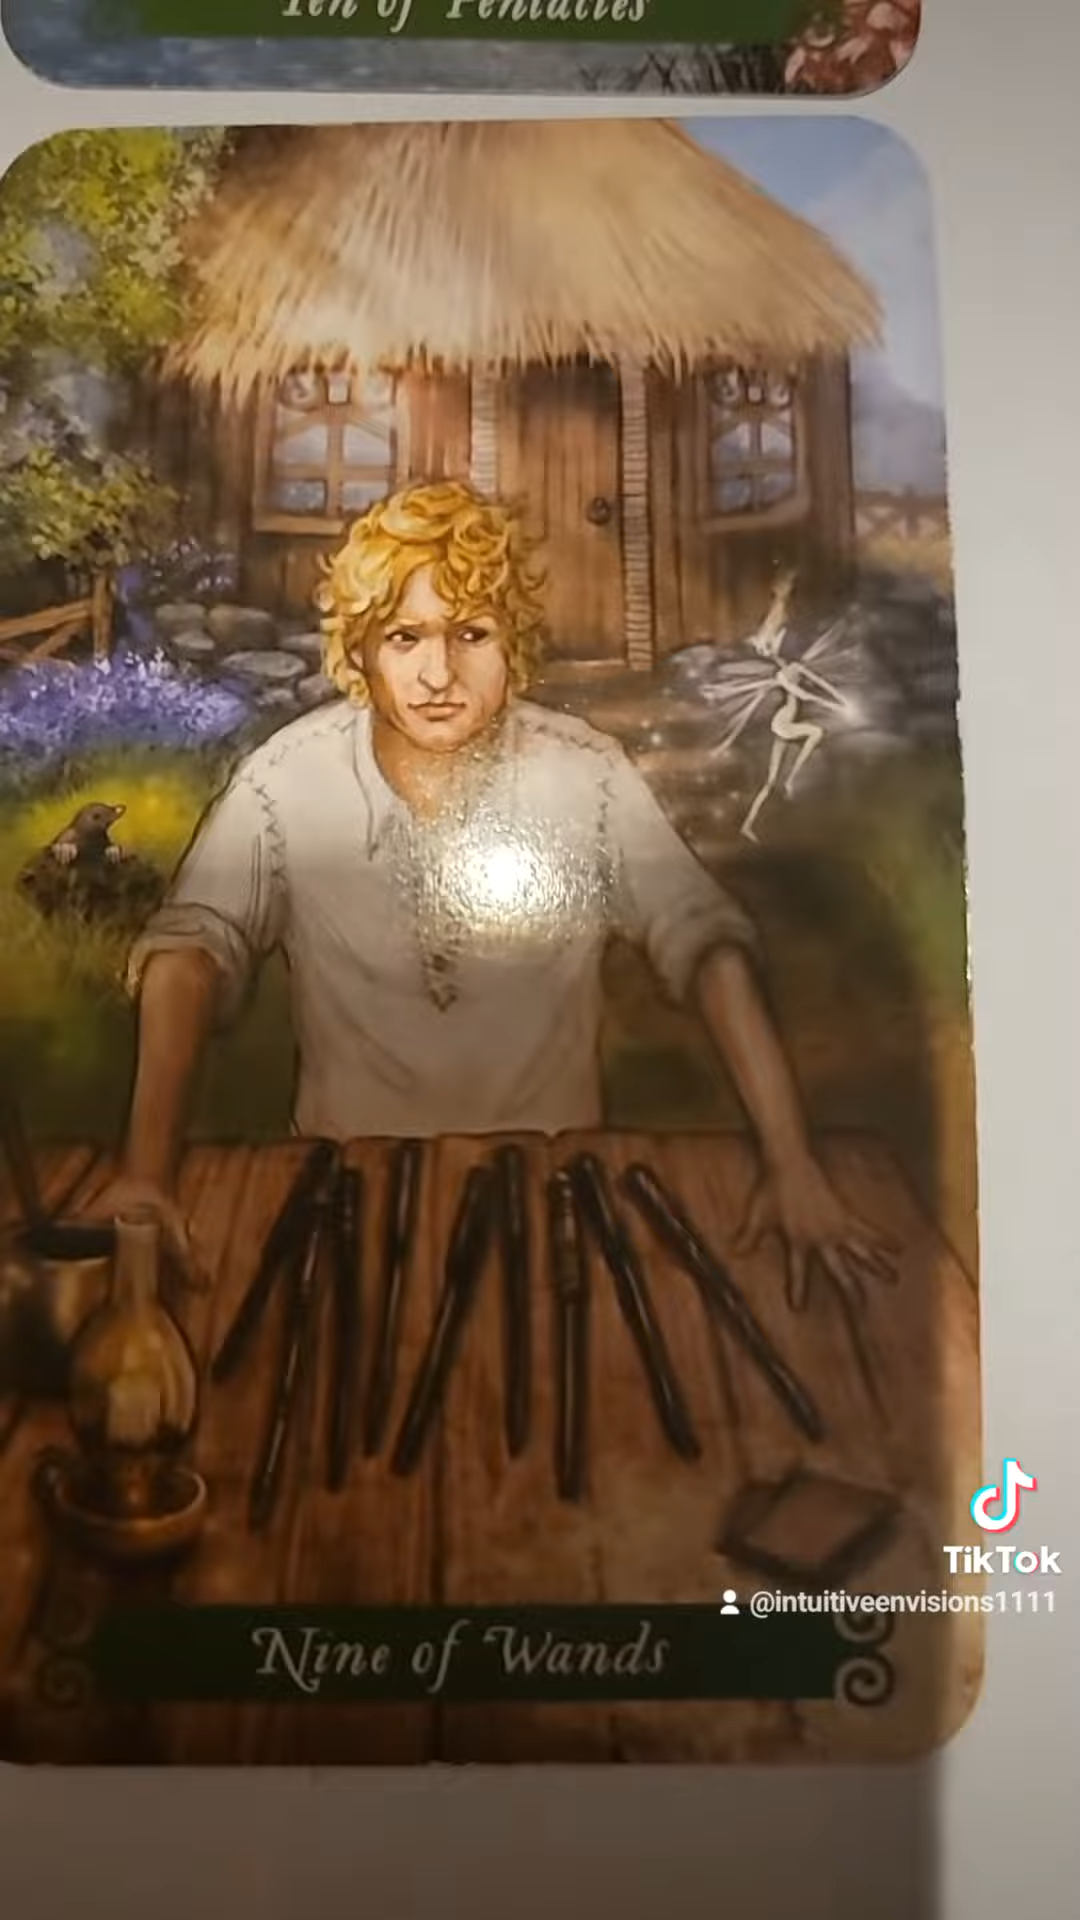 Ten of Pentacles
Nine of Wands
TikTok
@intuitiveenvisions1111